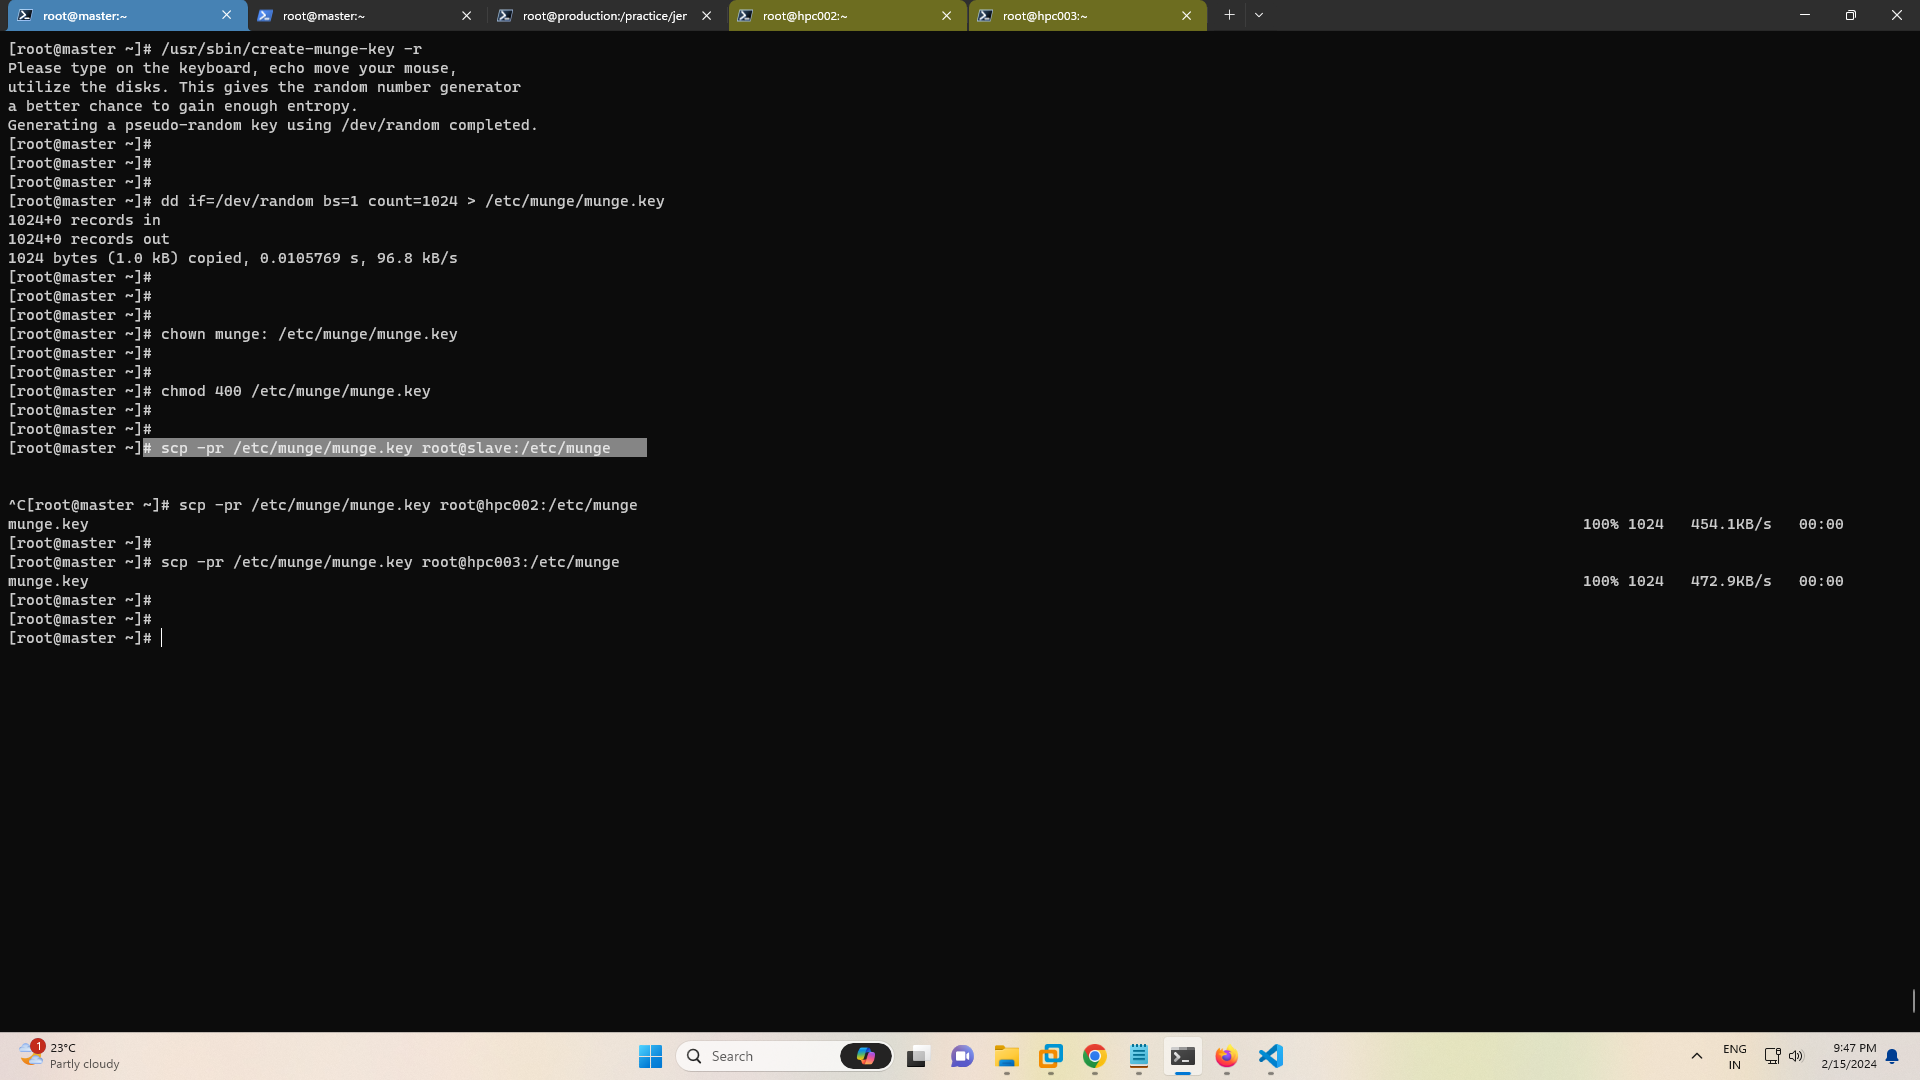 root@master:~
root@master:~
root@production:/practice/jer
root@hpc002:~
root@hpc003:~
[root@master ~]# /usr/sbin/create-munge-key -r
Please type on the keyboard, echo move your mouse,
utilize the disks. This gives the random number generator
a better chance to gain enough entropy.
Generating a pseudo-random key using /dev/random completed.
[root@master ~]#
[root@master ~]#
[root@master ~]#
[root@master ~]# dd if=/dev/random bs=1 count=1024 > /etc/munge/munge.key
1024+0 records in
1024+0 records out
1024 bytes (1.0 kB) copied, 0.0105769 s, 96.8 kB/s
[root@master ~]#
[root@master ~]#
[root@master ~]#
[root@master ~]# chown munge: /etc/munge/munge.key
[root@master ~]#
[root@master ~]#
[root@master ~]# chmod 400 /etc/munge/munge.key
[root@master ~]#
[root@master ~]#
[root@master ~]# scp -pr /etc/munge/munge.key root@slave:/etc/munge
^C[root@master ~]# scp -pr /etc/munge/munge.key root@hpc002:/etc/munge
munge.key 100% 1024 454.1KB/s 00:00
[root@master ~]#
[root@master ~]# scp -pr /etc/munge/munge.key root@hpc003:/etc/munge
munge.key 100% 1024 472.9KB/s 00:00
[root@master ~]#
[root@master ~]#
[root@master ~]#
1
23°C
Partly cloudy
Search
ENG
IN
9:47 PM
2/15/2024